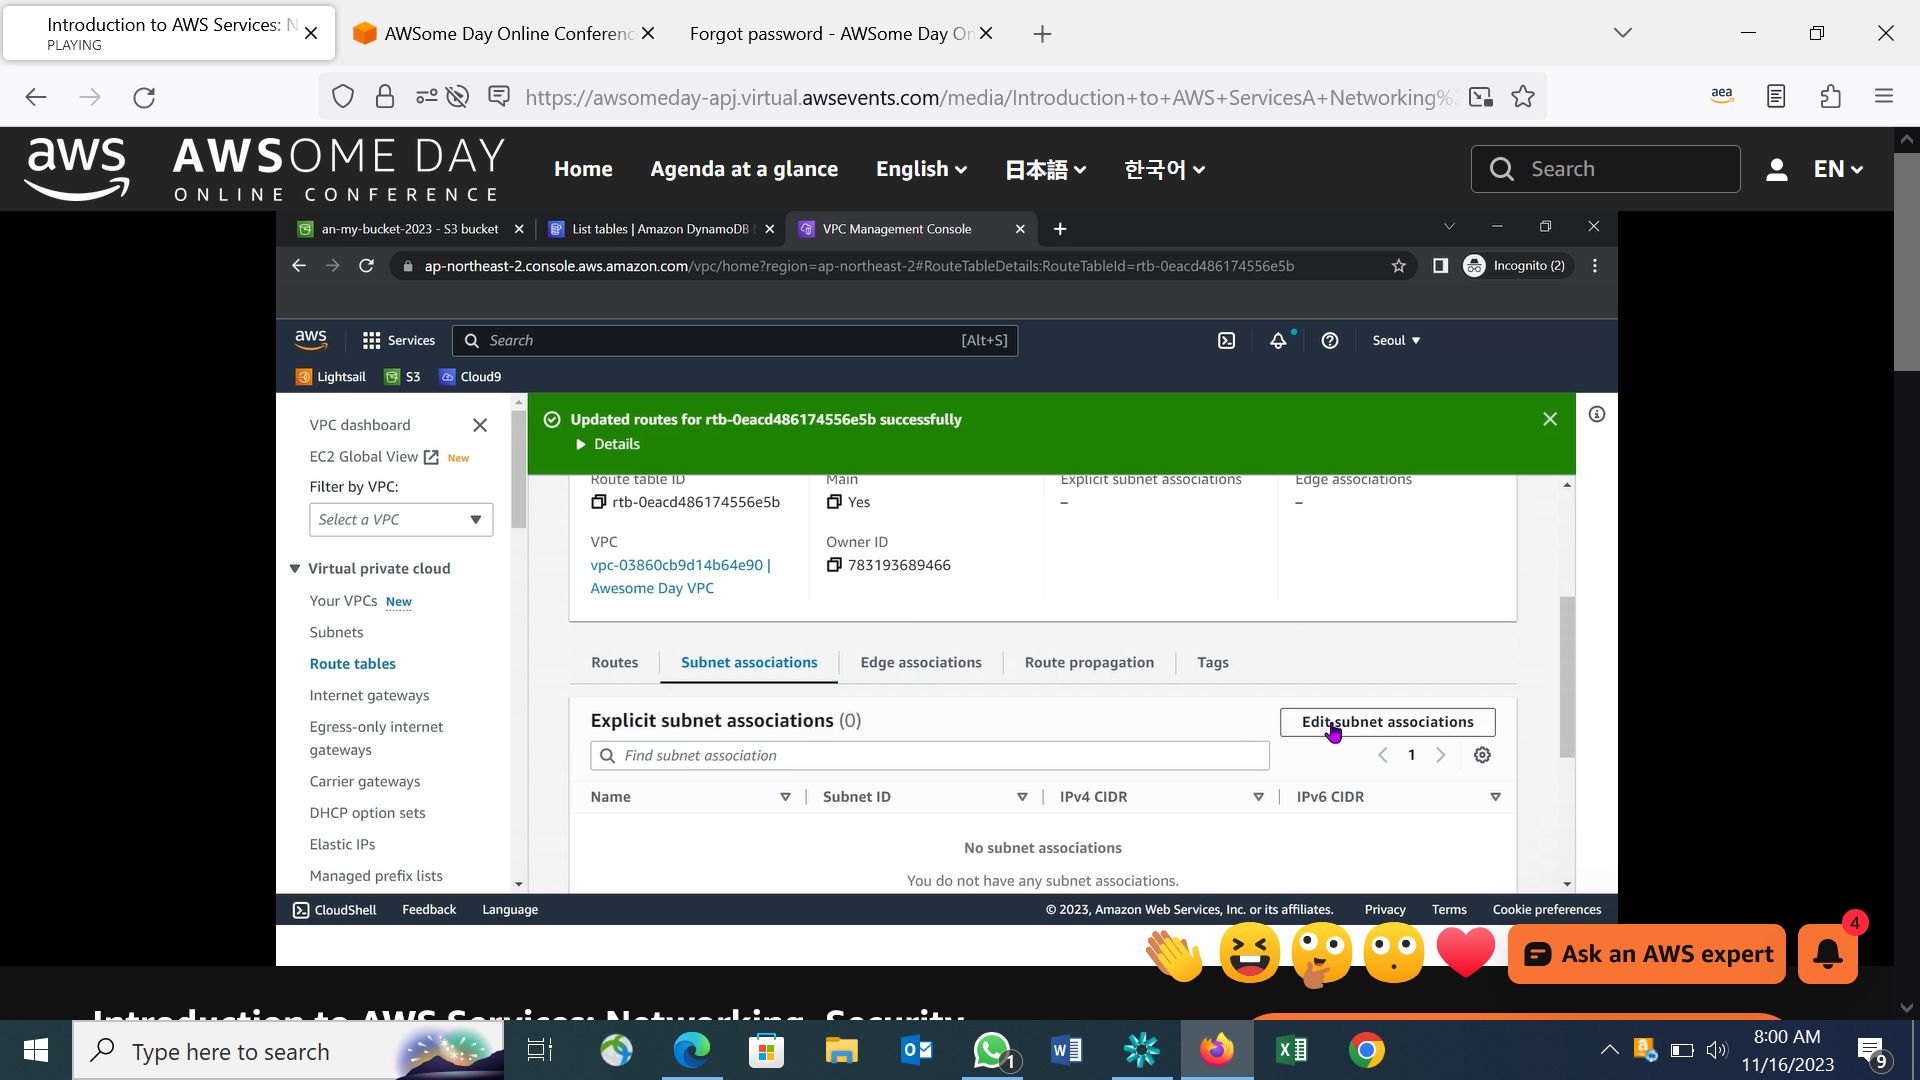 Introduction to AWS Services: N
PLAYING
AWSome Day Online Conferenc
Forgot password - AWSome Day On
https://awsomeday-apj.virtual.awsevents.com/media/Introduction+to+AWS+ServicesA+Networking%2
aea
aws
AWSOME DAY
ONLINE CONFERENCE
Home
Agenda at a glance
English
日本語
한국어
Search
EN
an-my-bucket-2023 - S3 bucket
List tables | Amazon DynamoDB
VPC Management Console
ap-northeast-2.console.aws.amazon.com/vpc/home?region=ap-northeast-2#RouteTableDetails:RouteTableId=rtb-0eacd486174556e5b
Incognito (2)
aws
Services
Search
[Alt+S]
Seoul
Lightsail
S3
Cloud9
VPC dashboard
EC2 Global View
New
Filter by VPC:
Select a VPC
Virtual private cloud
Your VPCs New
Subnets
Route tables
Internet gateways
Egress-only internet
gateways
Carrier gateways
DHCP option sets
Elastic IPs
Managed prefix lists
Updated routes for rtb-0eacd486174556e5b successfully
Details
Route table ID
rtb-0eacd486174556e5b
Main
Yes
Explicit subnet associations
–
Edge associations
–
VPC
vpc-03860cb9d14b64e90 |
Awesome Day VPC
Owner ID
783193689466
Routes
Subnet associations
Edge associations
Route propagation
Tags
Explicit subnet associations (0)
Edit subnet associations
Find subnet association
1
Name
Subnet ID
IPv4 CIDR
IPv6 CIDR
No subnet associations
You do not have any subnet associations.
CloudShell
Feedback
Language
© 2023, Amazon Web Services, Inc. or its affiliates.
Privacy
Terms
Cookie preferences
Ask an AWS expert
4
Introduction to AWS Services: Networking, Security
Type here to search
1
8:00 AM
11/16/2023
9